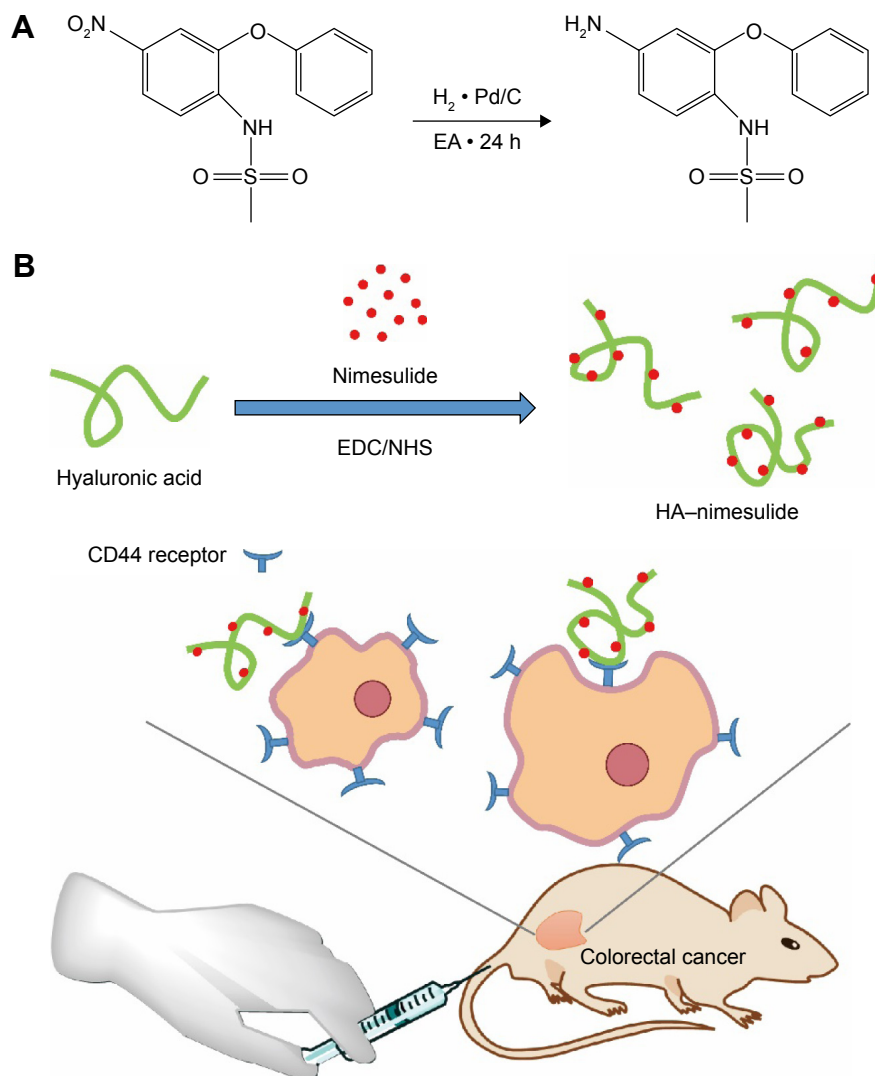 A
O₂N
O
NH
O
S
O
H₂ • Pd/C
EA • 24 h
H₂N
O
NH
O
S
O
B
Nimesulide
EDC/NHS
Hyaluronic acid
HA–nimesulide
CD44 receptor
Colorectal cancer